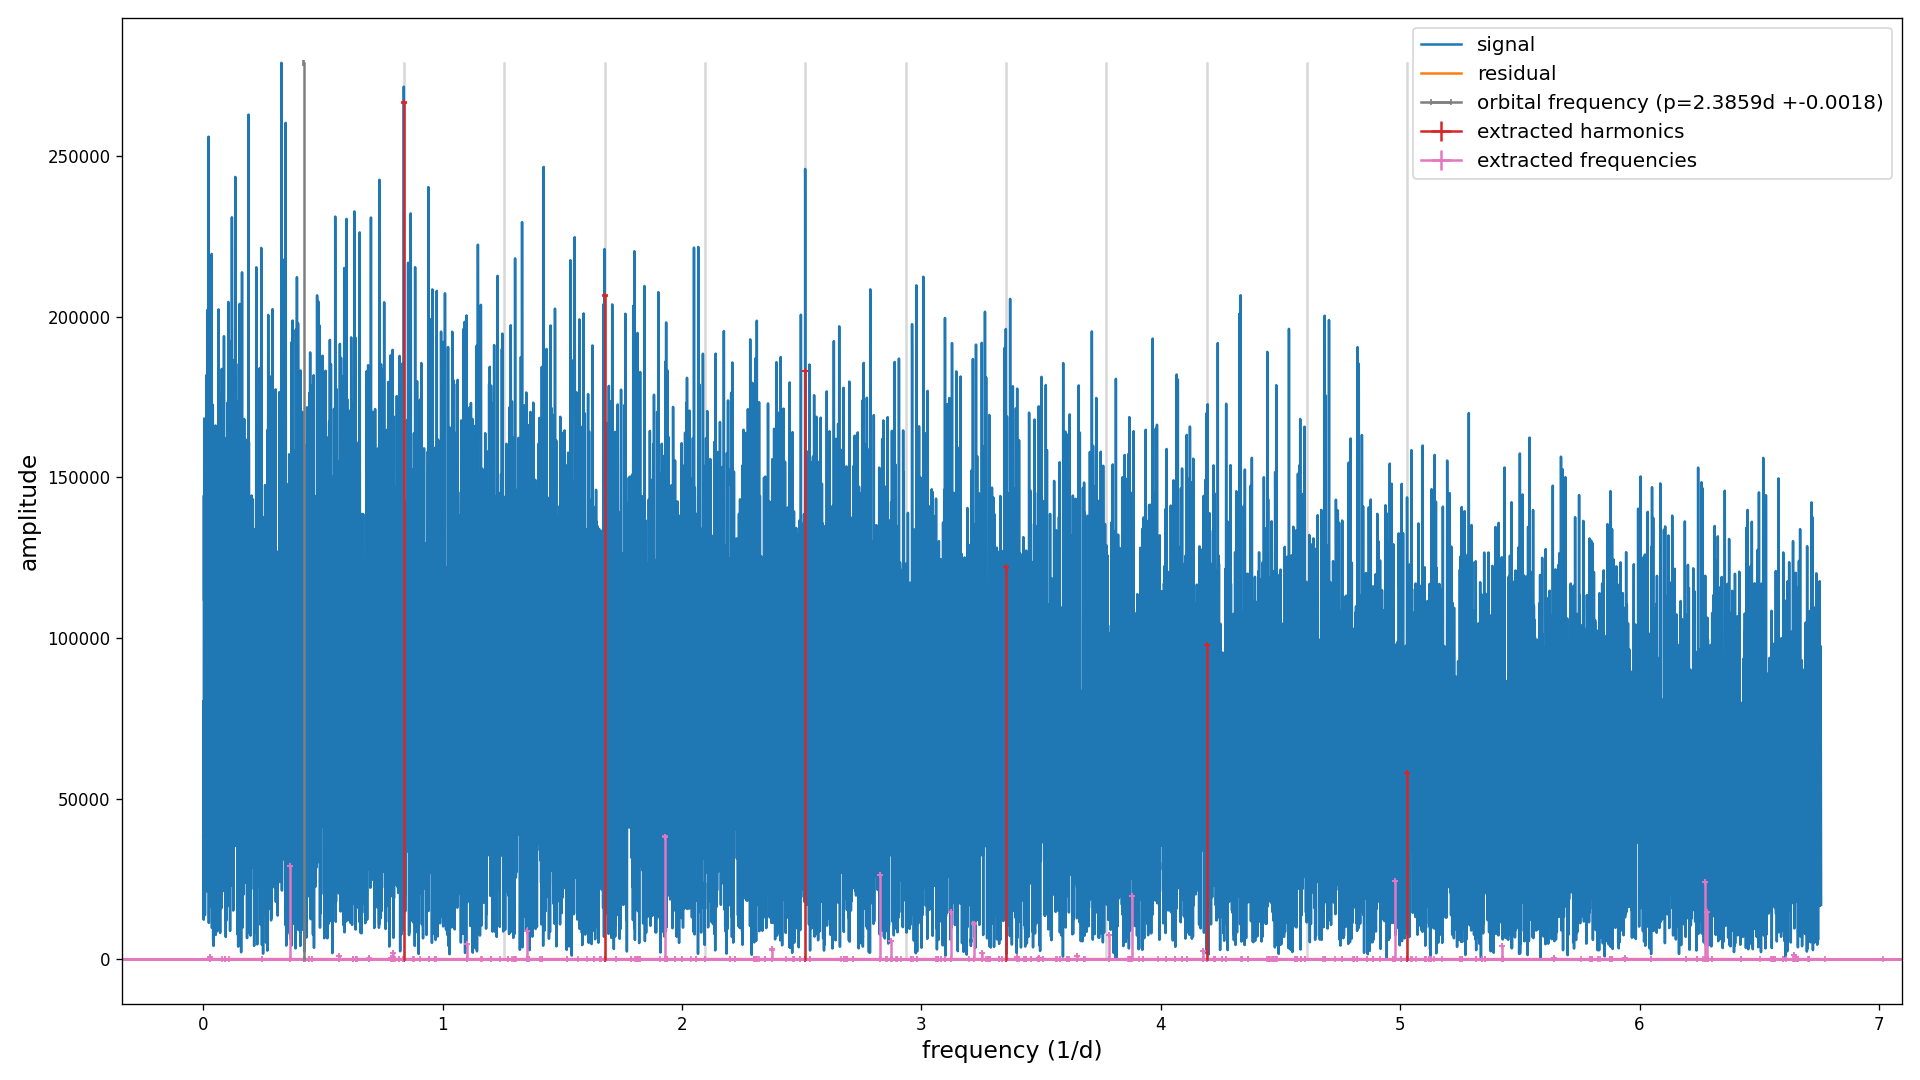 signal
residual
orbital frequency (p=2.3859d +-0.0018)
extracted harmonics
extracted frequencies
amplitude
250000
200000
150000
100000
50000
0
0 1 2 3 4 5 6 7
frequency (1/d)